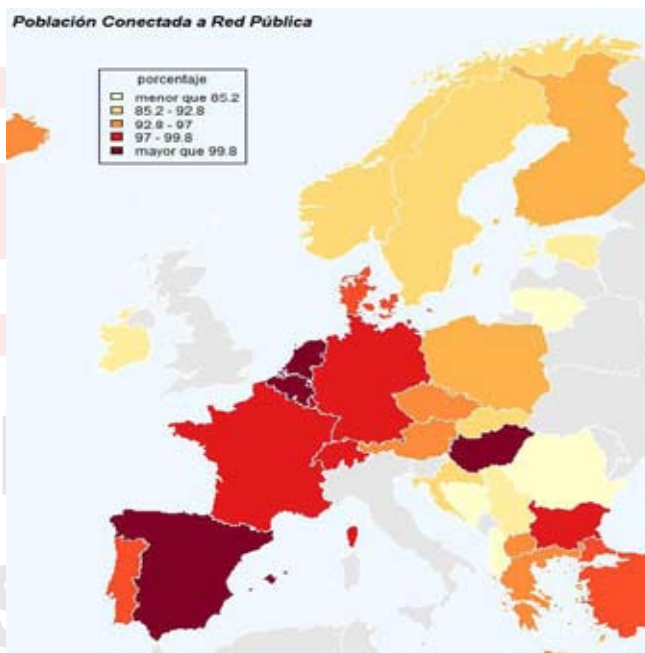 Población Conectada a Red Pública
porcentaje
menor que 85.2
85.2 - 92.8
92.8 - 97
97 - 99.8
mayor que 99.8